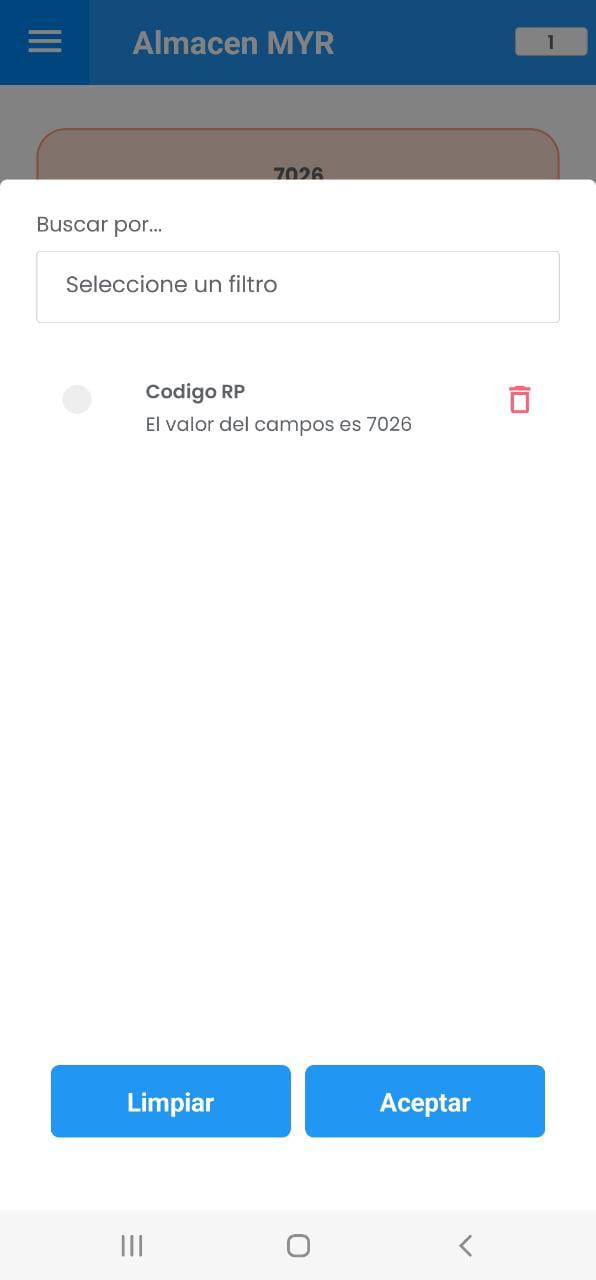 Almacen MYR
1
7026
Buscar por...
Seleccione un filtro
Codigo RP
El valor del campos es 7026
Limpiar
Aceptar